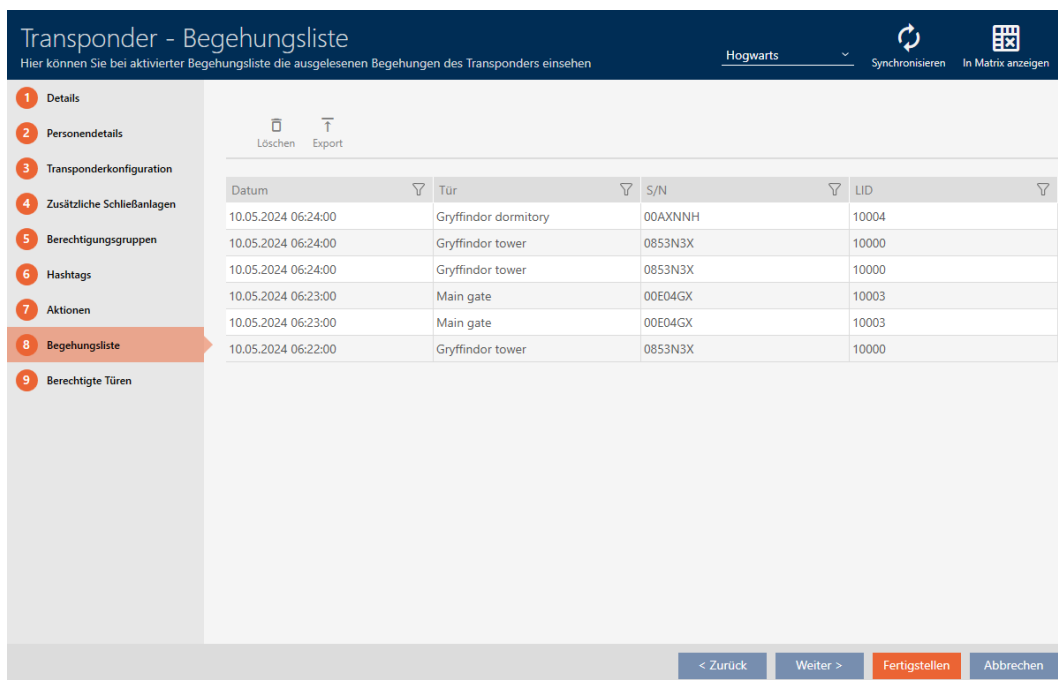 Transponder - Begehungsliste
Hier können Sie bei aktivierter Begehungsliste die ausgelesenen Begehungen des Transponders einsehen
Hogwarts
Synchronisieren
In Matrix anzeigen
1 Details
2 Personendetails
3 Transponderkonfiguration
4 Zusätzliche Schließanlagen
5 Berechtigungsgruppen
6 Hashtags
7 Aktionen
8 Begehungsliste
9 Berechtigte Türen
Löschen Export
Datum Tür S/N LID
10.05.2024 06:24:00 Gryffindor dormitory 00AXNNH 10004
10.05.2024 06:24:00 Gryffindor tower 0853N3X 10000
10.05.2024 06:24:00 Gryffindor tower 0853N3X 10000
10.05.2024 06:23:00 Main gate 00E04GX 10003
10.05.2024 06:23:00 Main gate 00E04GX 10003
10.05.2024 06:22:00 Gryffindor tower 0853N3X 10000
< Zurück Weiter > Fertigstellen Abbrechen